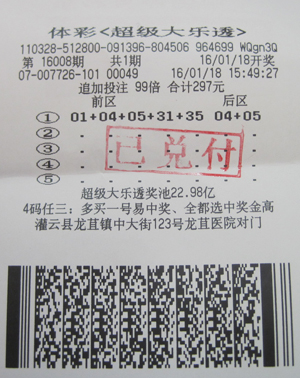 体彩<超级大乐透>
110328-512800-091396-804506 964699 WQgn3Q
第 16008期 共1期 16/01/18开奖
07-007726-101 00049 16/01/18 15:49:27
追加投注 99倍 合计297元
前区 后区
① 01+04+05+31+35 04+05
②
③
④
⑤
已兑付
超级大乐透奖池22.98亿
4码任三：多买一号易中奖、全都选中奖金高
灌云县龙苴镇中大街123号龙苴医院对门